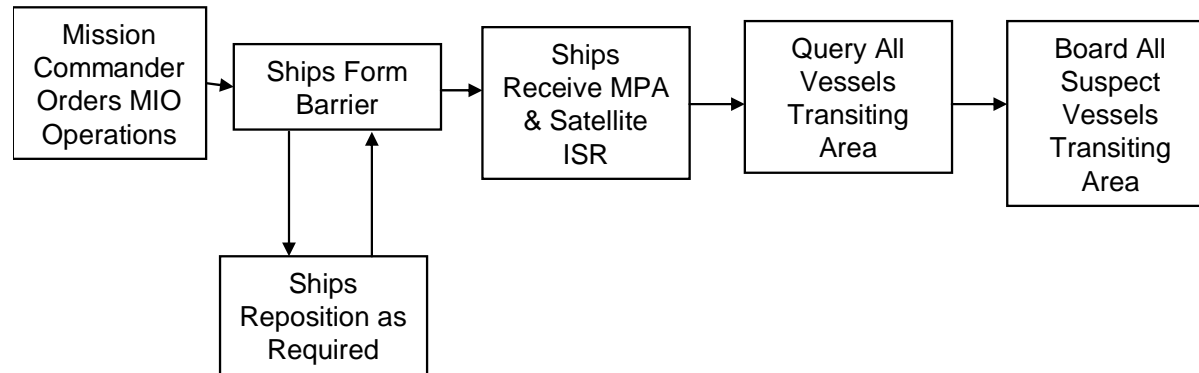 Mission
Commander
Orders MIO
Operations
Ships Form
Barrier
Ships
Receive MPA
& Satellite
ISR
Query All
Vessels
Transiting
Area
Board All
Suspect
Vessels
Transiting
Area
Ships
Reposition as
Required